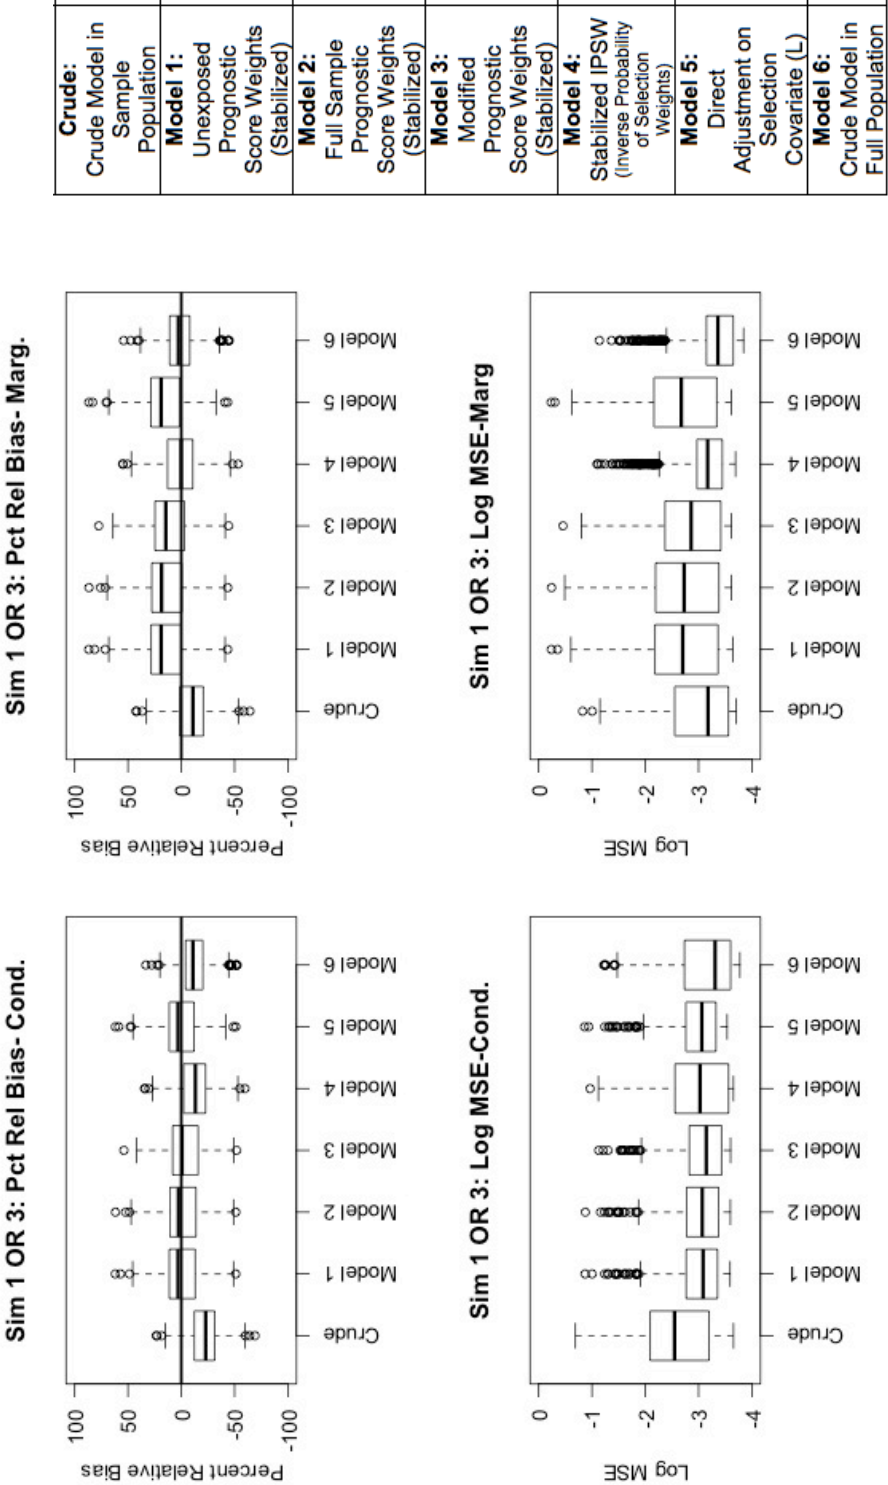 Sim 1 OR 3: Pct Rel Bias- Cond.
Percent Relative Bias
100
50
0
-50
-100
Crude
Model 1
Model 2
Model 3
Model 4
Model 5
Model 6
Sim 1 OR 3: Pct Rel Bias- Marg.
Percent Relative Bias
100
50
0
-50
-100
Crude
Model 1
Model 2
Model 3
Model 4
Model 5
Model 6
Sim 1 OR 3: Log MSE-Cond.
Log MSE
0
-1
-2
-3
-4
Crude
Model 1
Model 2
Model 3
Model 4
Model 5
Model 6
Sim 1 OR 3: Log MSE-Marg
Log MSE
0
-1
-2
-3
-4
Crude
Model 1
Model 2
Model 3
Model 4
Model 5
Model 6
Crude:
Crude Model in
Sample
Population
Model 1:
Unexposed
Prognostic
Score Weights
(Stabilized)
Model 2:
Full Sample
Prognostic
Score Weights
(Stabilized)
Model 3:
Modified
Prognostic
Score Weights
(Stabilized)
Model 4:
Stabilized IPSW
(Inverse Probability
of Selection
Weights)
Model 5:
Direct
Adjustment on
Selection
Covariate (L)
Model 6:
Crude Model in
Full Population